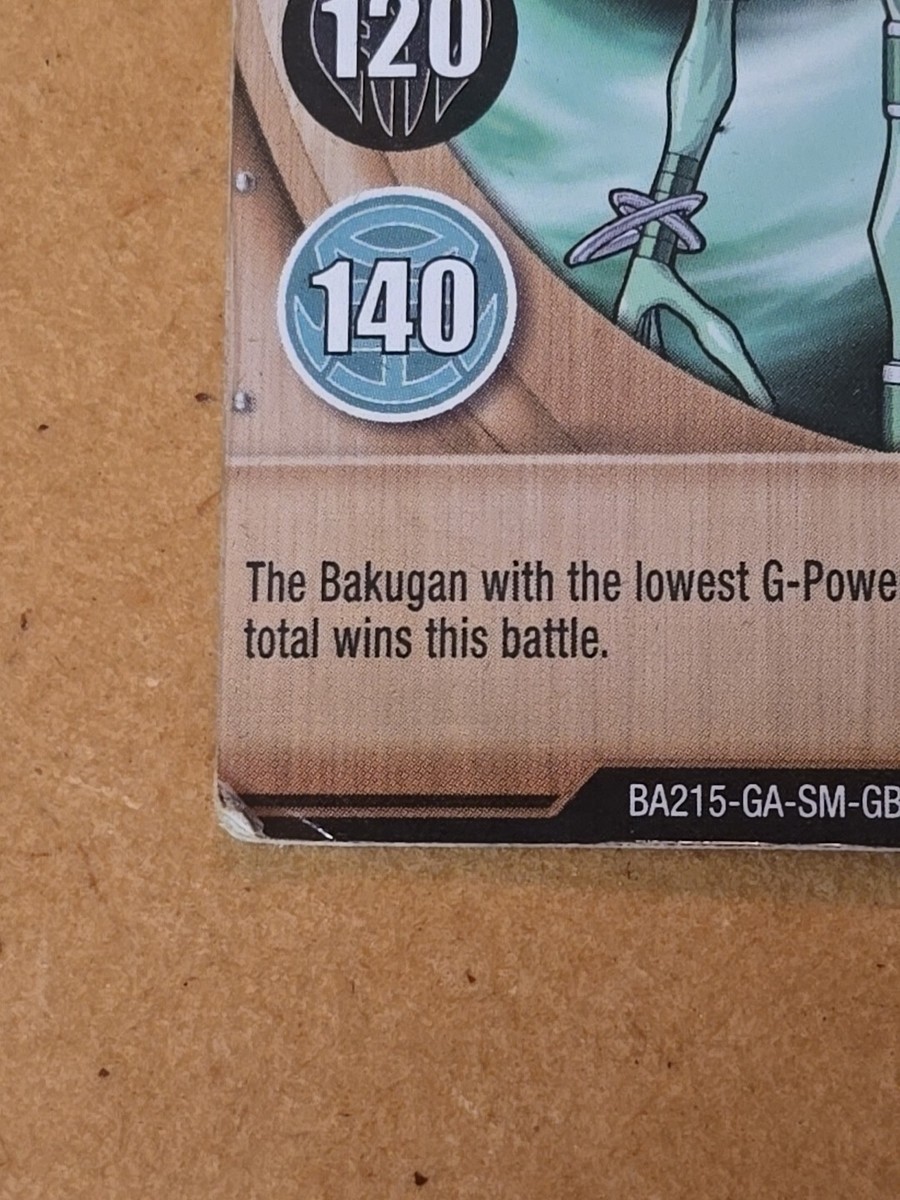 120
140
The Bakugan with the lowest G-Powe
total wins this battle.
BA215-GA-SM-GB